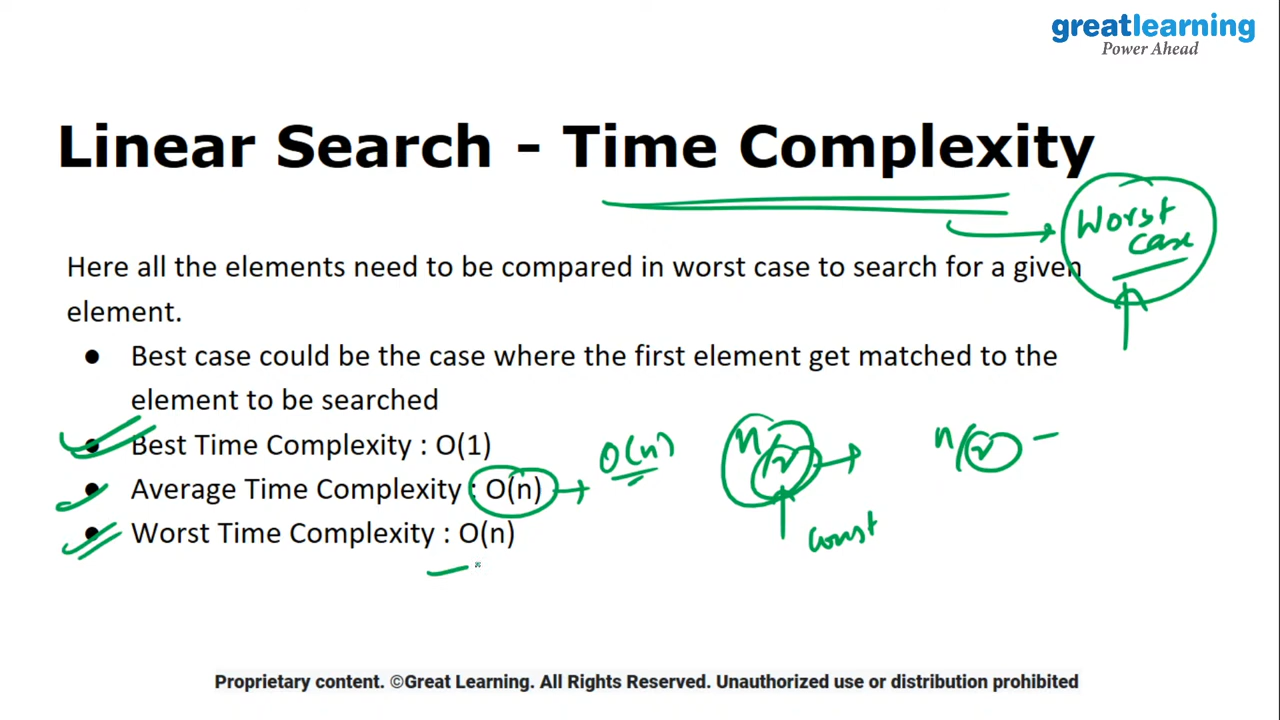 greatlearning
Power Ahead
Linear Search - Time Complexity
Worst
case
Here all the elements need to be compared in worst case to search for a given
element.
● Best case could be the case where the first element get matched to the
element to be searched
● Best Time Complexity : O(1)
● Average Time Complexity : O(n)
O(n)
n/2
n/2
● Worst Time Complexity : O(n)
const
Proprietary content. ©Great Learning. All Rights Reserved. Unauthorized use or distribution prohibited